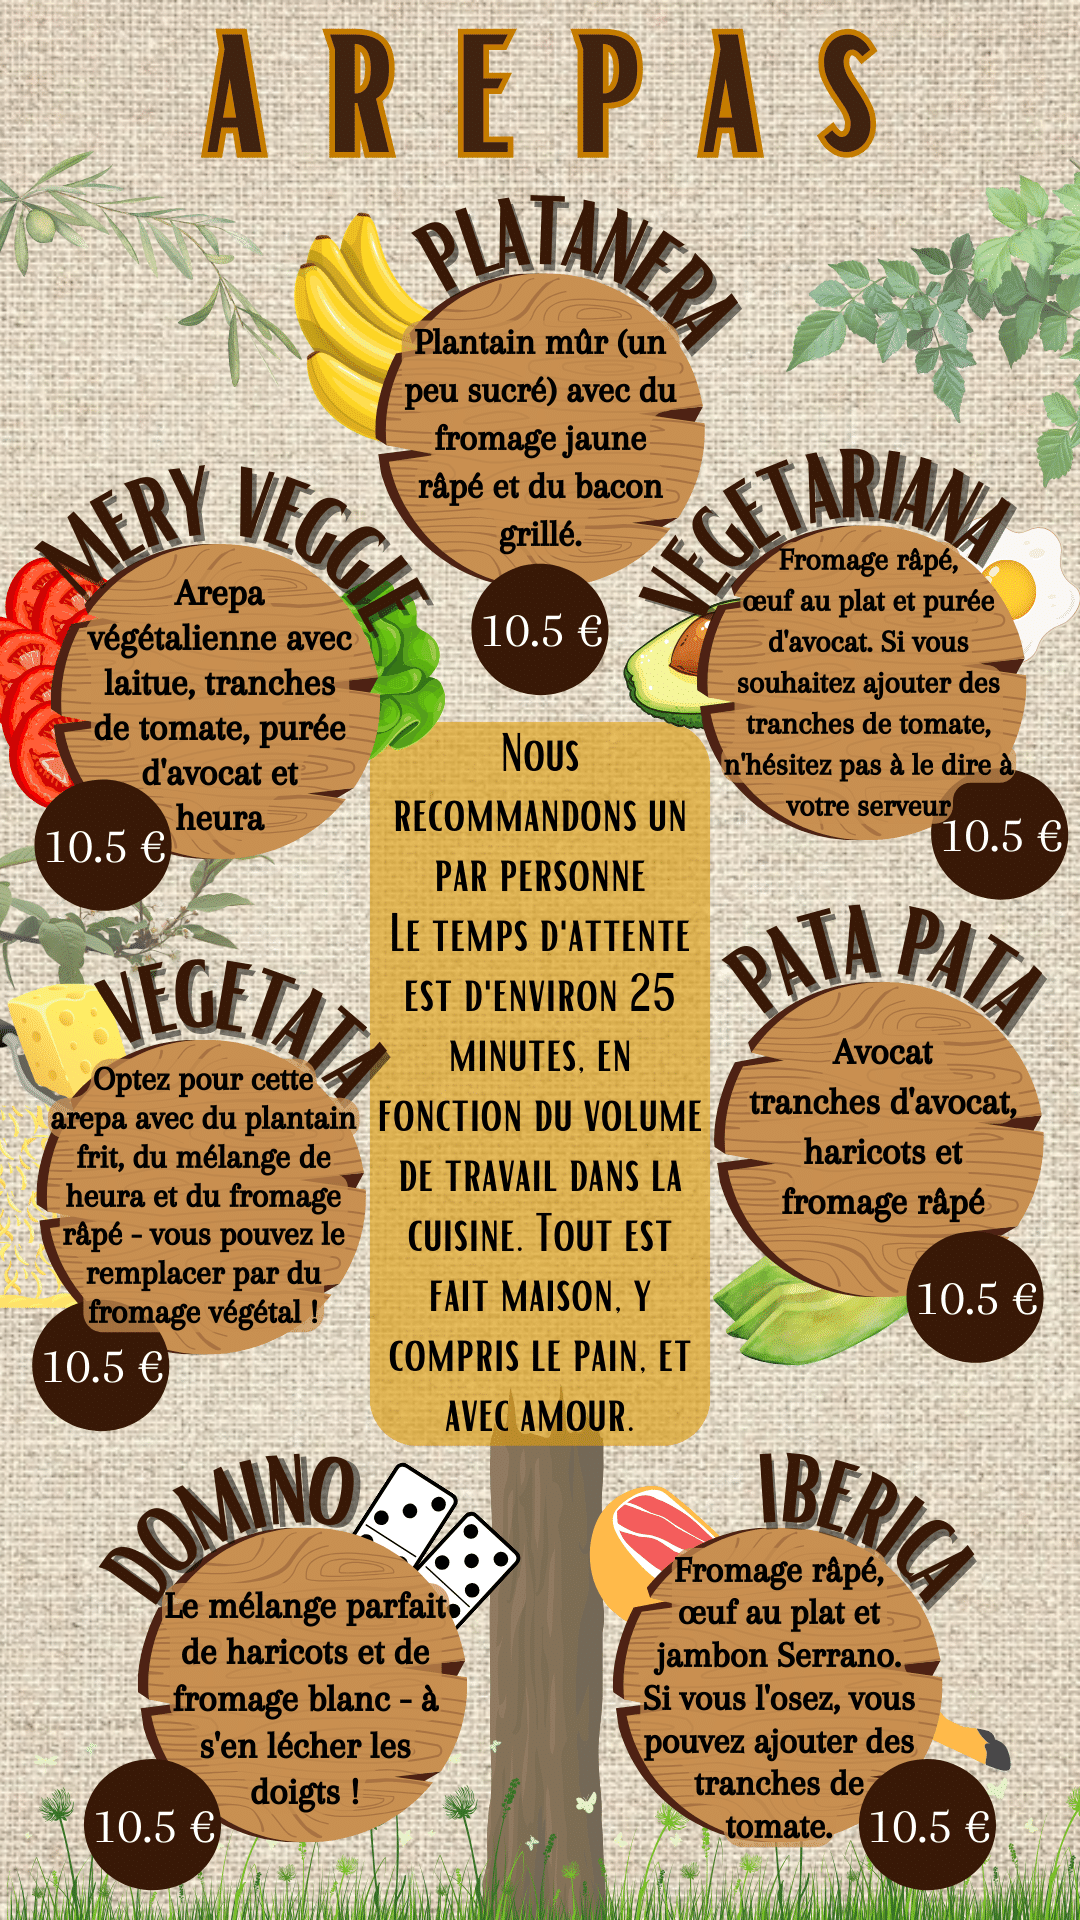 AREPAS
PLATANERA
Plantain mûr (un
peu sucré) avec du
fromage jaune
râpé et du bacon
grillé.
10.5 €
MERY VEGGIE
Arepa
végétalienne avec
laitue, tranches
de tomate, purée
d'avocat et
heura
10.5 €
VEGETARIANA
Fromage râpé,
œuf au plat et purée
d'avocat. Si vous
souhaitez ajouter des
tranches de tomate,
n'hésitez pas à le dire à
votre serveur
10.5 €
Nous
recommandons un
par personne
Le temps d'attente
est d'environ 25
minutes, en
fonction du volume
de travail dans la
cuisine. Tout est
fait maison, y
compris le pain, et
avec amour.
VEGETATA
Optez pour cette
arepa avec du plantain
frit, du mélange de
heura et du fromage
râpé - vous pouvez le
remplacer par du
fromage végétal !
10.5 €
PATA PATA
Avocat
tranches d'avocat,
haricots et
fromage râpé
10.5 €
DOMINO
Le mélange parfait
de haricots et de
fromage blanc - à
s'en lécher les
doigts !
10.5 €
IBERICA
Fromage râpé,
œuf au plat et
jambon Serrano.
Si vous l'osez, vous
pouvez ajouter des
tranches de
tomate.
10.5 €